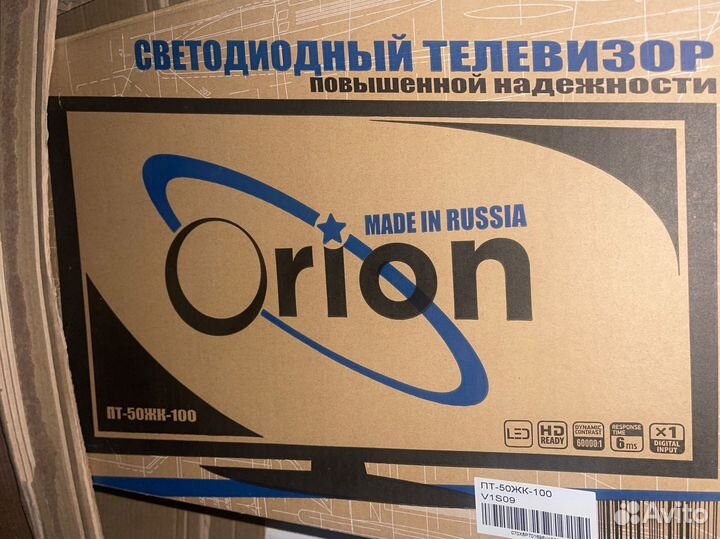 СВЕТОДИОДНЫЙ ТЕЛЕВИЗОР
ПОВЫШЕННОЙ НАДЕЖНОСТИ
MADE IN RUSSIA
Orion
ПТ-50ЖК-100
LED
HD READY
DYNAMIC CONTRAST 60000:1
RESPONSE TIME 6ms
×1 DIGITAL INPUT
ПТ-50ЖК-100
V1S09
Avito